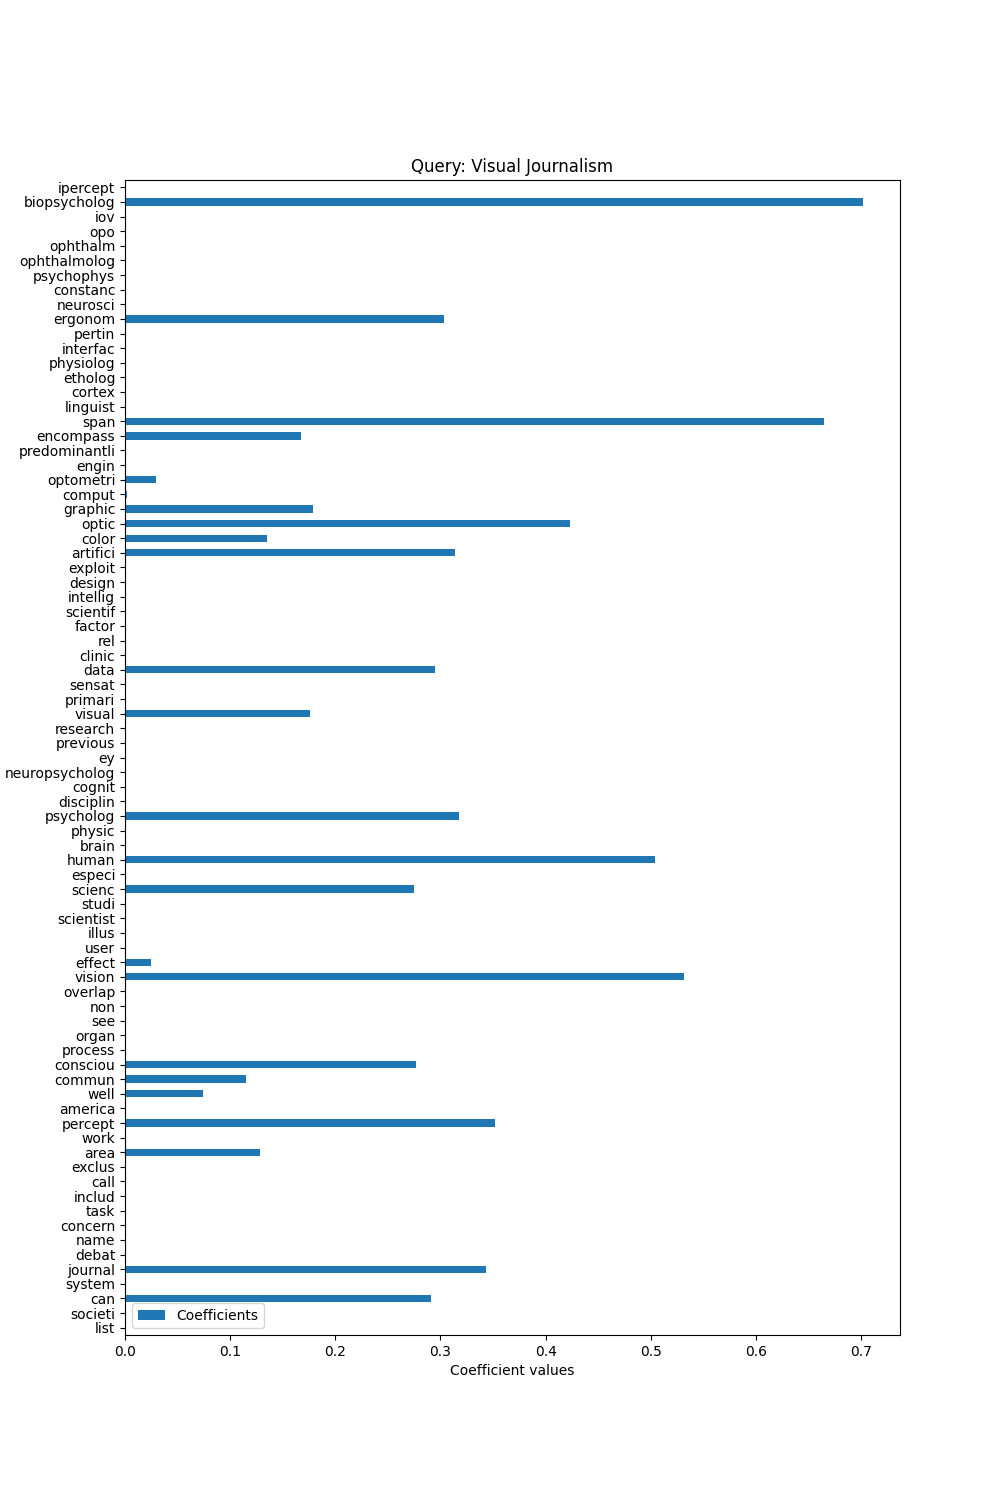 Query: Visual Journalism
ipercept
biopsycholog
iov
opo
ophthalm
ophthalmolog
psychophys
constanc
neurosci
ergonom
pertin
interfac
physiolog
etholog
cortex
linguist
span
encompass
predominantli
engin
optometri
comput
graphic
optic
color
artifici
exploit
design
intellig
scientif
factor
rel
clinic
data
sensat
primari
visual
research
previous
ey
neuropsycholog
cognit
disciplin
psycholog
physic
brain
human
especi
scienc
studi
scientist
illus
user
effect
vision
overlap
non
see
organ
process
consciou
commun
well
america
percept
work
area
exclus
call
includ
task
concern
name
debat
journal
system
can
societi
list
Coefficients
0.0 0.1 0.2 0.3 0.4 0.5 0.6 0.7
Coefficient values